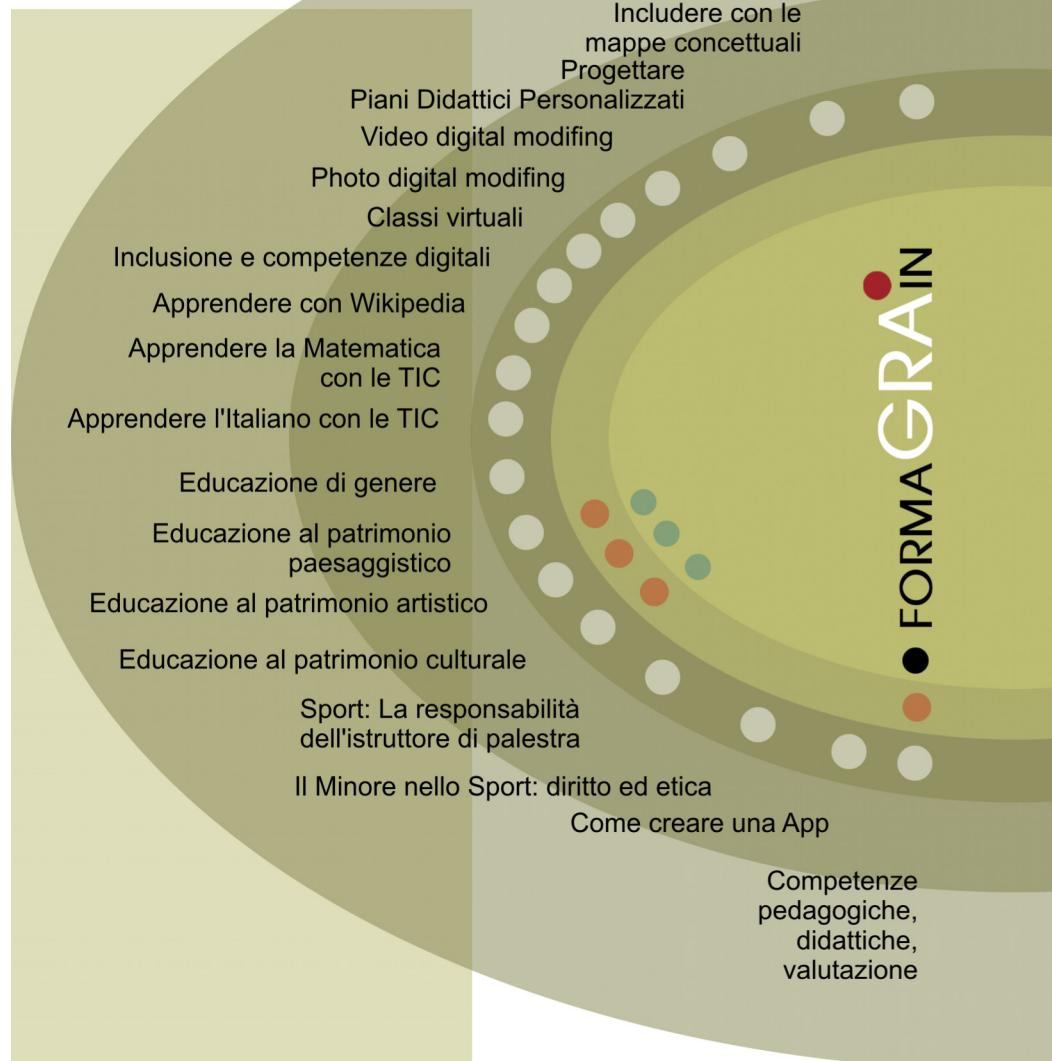 Includere con le
mappe concettuali
Progettare
Piani Didattici Personalizzati
Video digital modifing
Photo digital modifing
Classi virtuali
Inclusione e competenze digitali
Apprendere con Wikipedia
Apprendere la Matematica
con le TIC
Apprendere l'Italiano con le TIC
Educazione di genere
Educazione al patrimonio
paesaggistico
Educazione al patrimonio artistico
Educazione al patrimonio culturale
Sport: La responsabilità
dell'istruttore di palestra
Il Minore nello Sport: diritto ed etica
Come creare una App
Competenze
pedagogiche,
didattiche,
valutazione
FORMAGRAIN